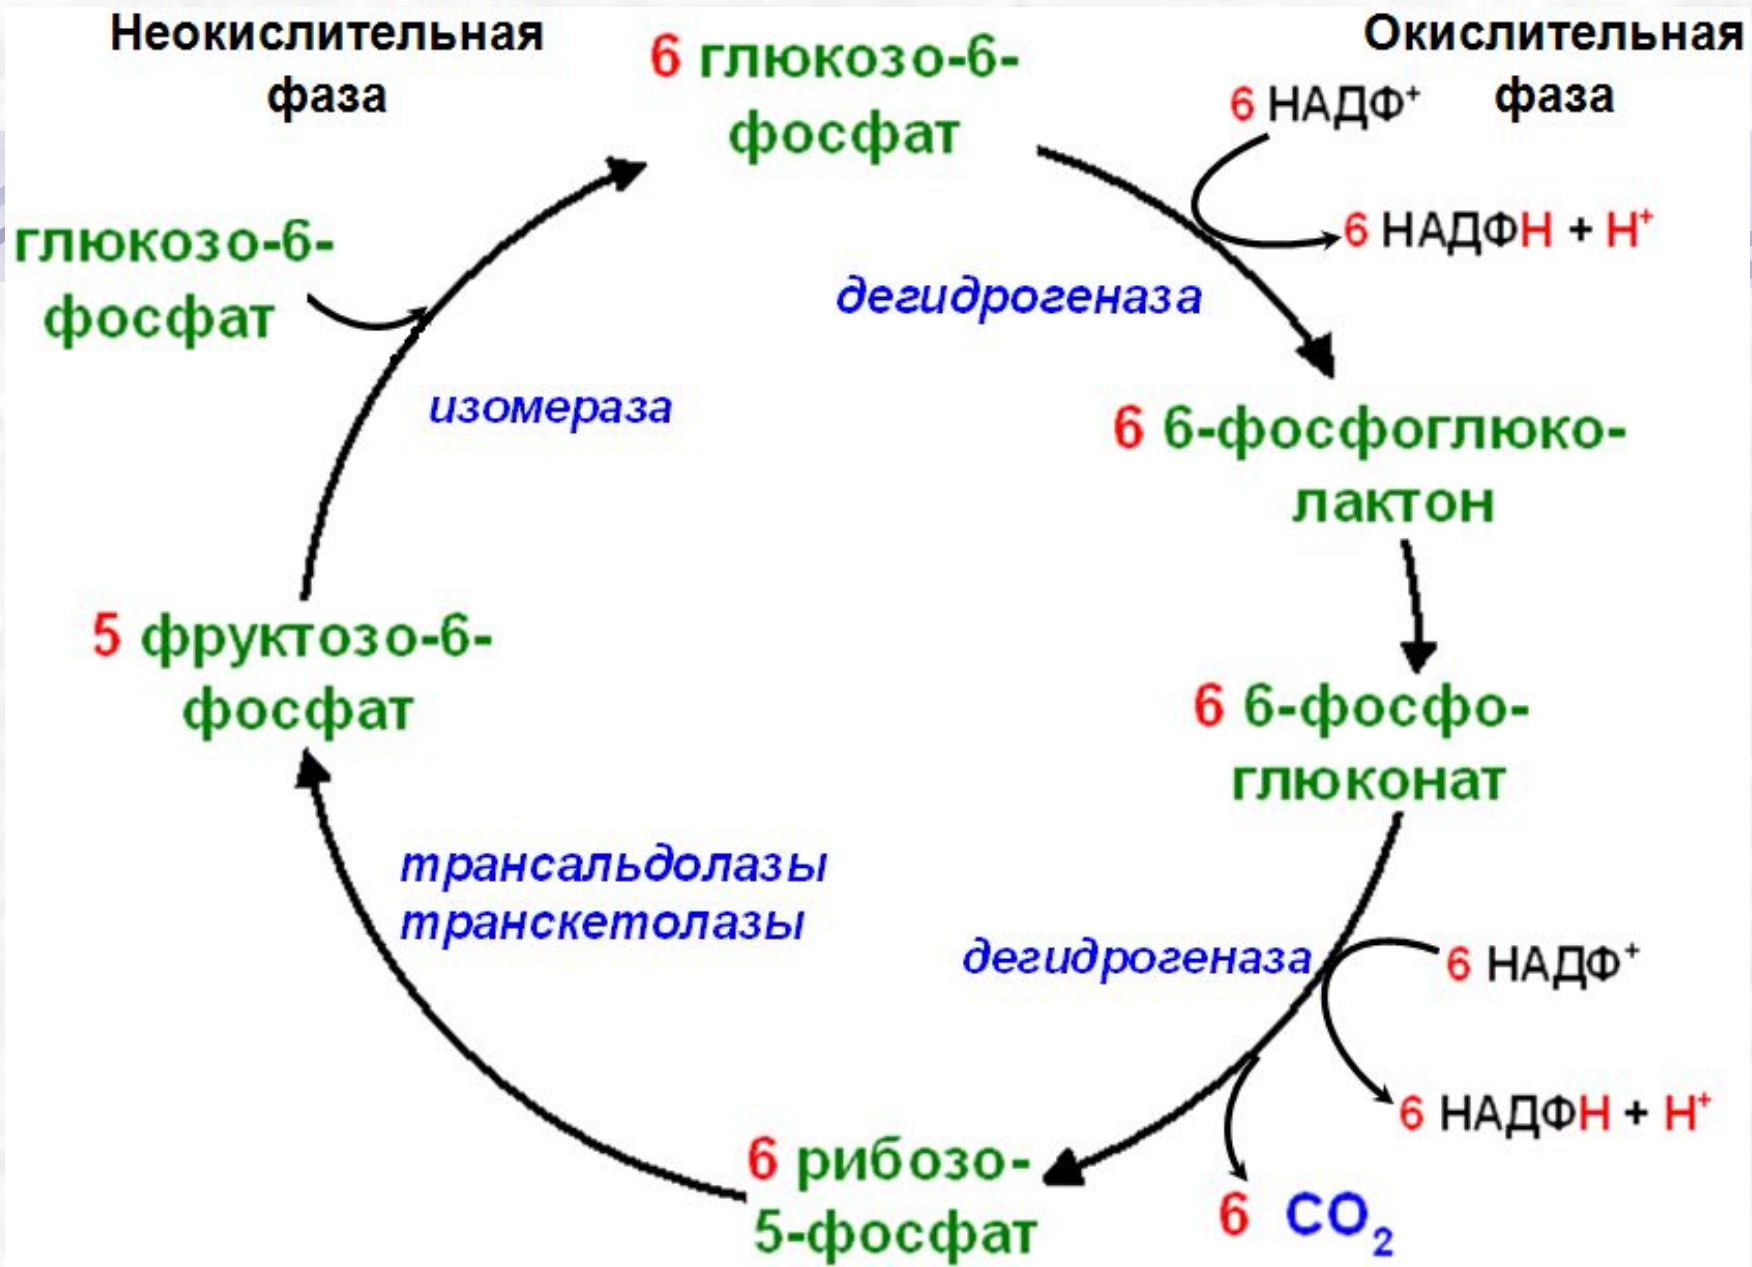 Неокислительная
фаза
6 глюкозо-6-
фосфат
Окислительная
фаза
6 НАДФ⁺
6 НАДФН + Н⁺
дегидрогеназа
6 6-фосфоглюко-
лактон
6 6-фосфо-
глюконат
дегидрогеназа
6 НАДФ⁺
6 НАДФН + Н⁺
6 CO₂
6 рибозо-
5-фосфат
трансальдолазы
транскетолазы
5 фруктозо-6-
фосфат
изомераза
глюкозо-6-
фосфат